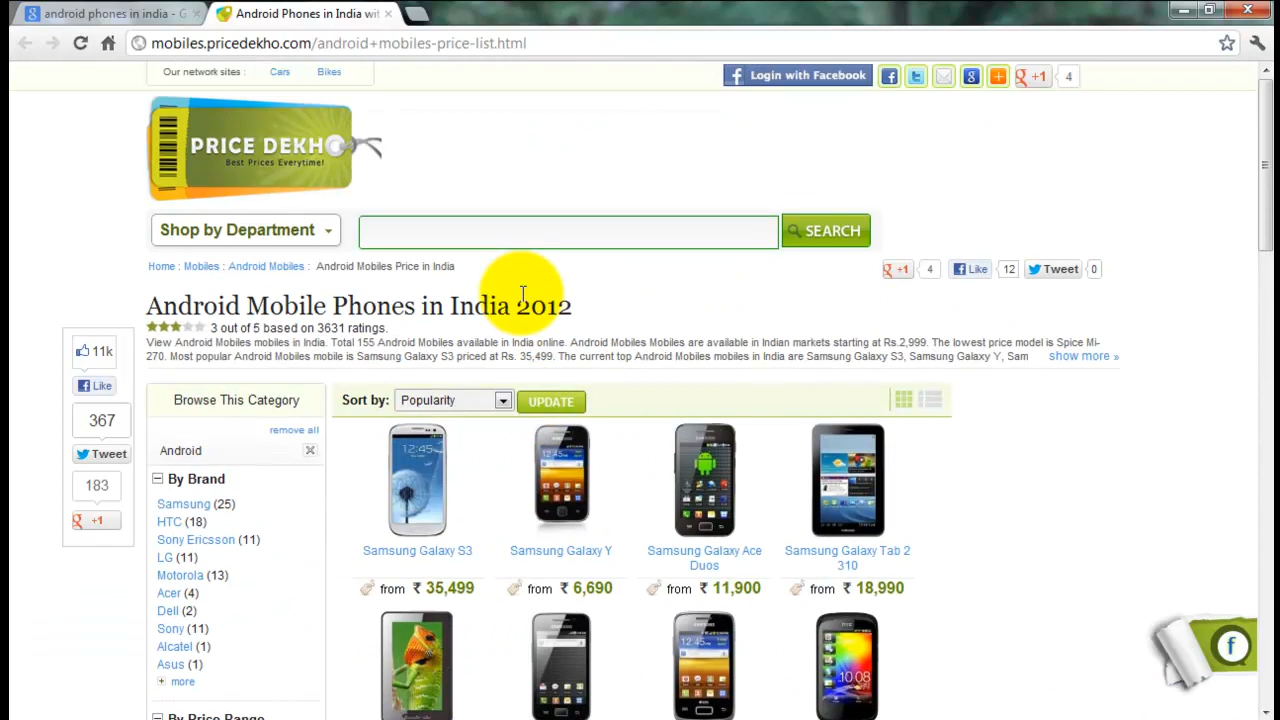 android phones in india - G
Android Phones in India wit
mobiles.pricedekho.com/android+mobiles-price-list.html
Our network sites : Cars Bikes
Login with Facebook
+1 4
PRICE DEKHO
Best Prices Everytime!
Shop by Department
SEARCH
Home : Mobiles : Android Mobiles : Android Mobiles Price in India
+1 4 Like 12 Tweet 0
Android Mobile Phones in India 2012
3 out of 5 based on 3631 ratings.
View Android Mobiles mobiles in India. Total 155 Android Mobiles available in India online. Android Mobiles Mobiles are available in Indian markets starting at Rs.2,999. The lowest price model is Spice Mi-
270. Most popular Android Mobiles mobile is Samsung Galaxy S3 priced at Rs. 35,499. The current top Android Mobiles mobiles in India are Samsung Galaxy S3, Samsung Galaxy Y, Sam show more »
11k
Like
367
Tweet
183
+1
Browse This Category
remove all
Android
By Brand
Samsung (25)
HTC (18)
Sony Ericsson (11)
LG (11)
Motorola (13)
Acer (4)
Dell (2)
Sony (11)
Alcatel (1)
Asus (1)
more
By Price Range
Sort by: Popularity UPDATE
Samsung Galaxy S3
from ₹ 35,499
Samsung Galaxy Y
from ₹ 6,690
Samsung Galaxy Ace
Duos
from ₹ 11,900
Samsung Galaxy Tab 2
310
from ₹ 18,990